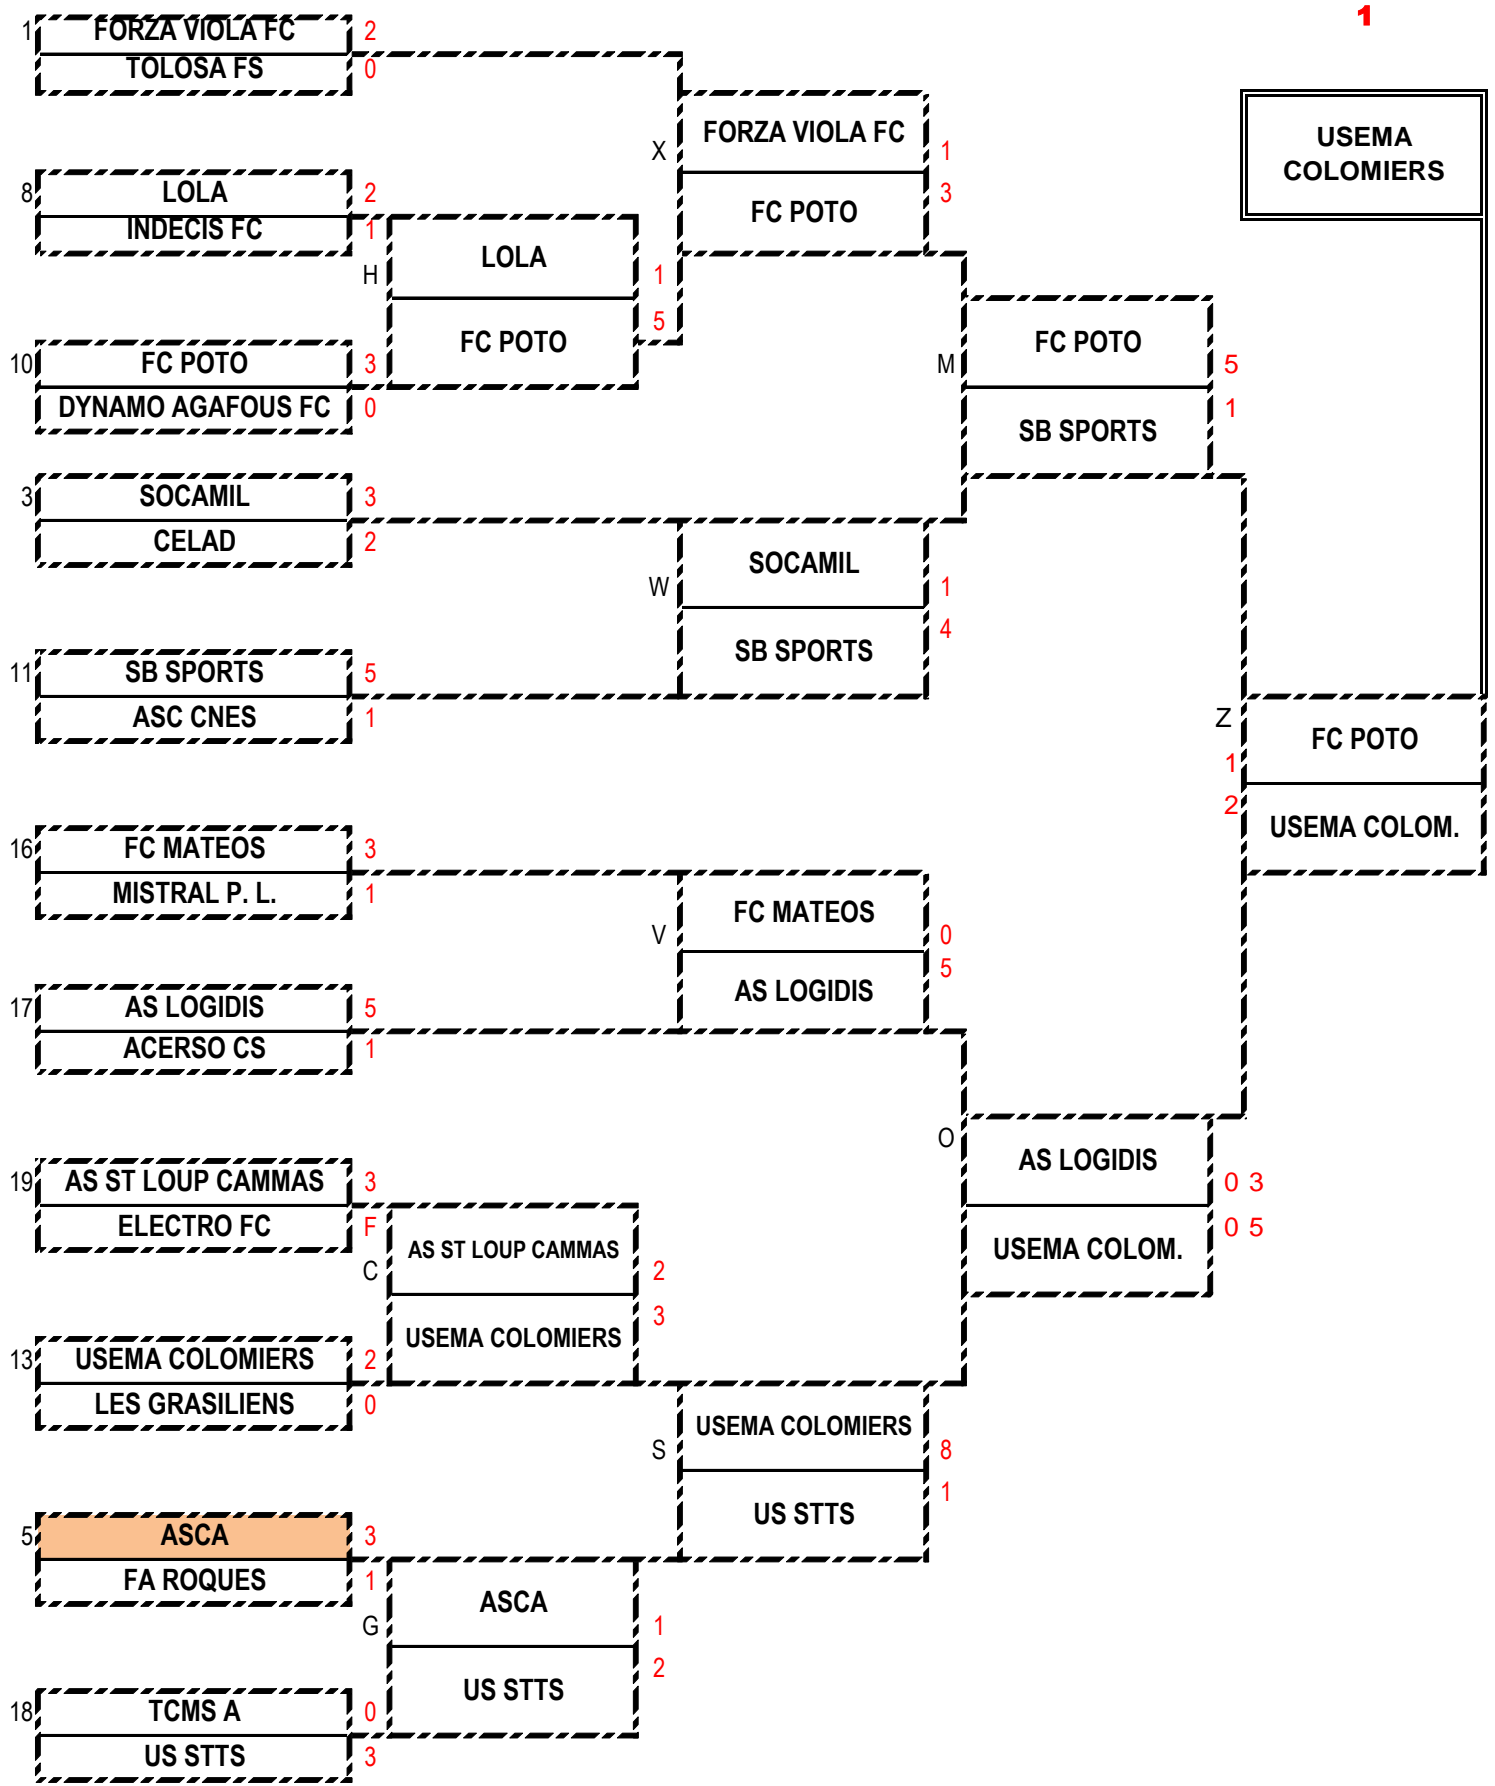 1
1 FORZA VIOLA FC 2
TOLOSA FS 0
USEMA
COLOMIERS
X FORZA VIOLA FC 1
FC POTO 3
8 LOLA 2
INDECIS FC 1
H LOLA 1
FC POTO 5
10 FC POTO 3
DYNAMO AGAFOUS FC 0
M FC POTO 5
SB SPORTS 1
3 SOCAMIL 3
CELAD 2
W SOCAMIL 1
SB SPORTS 4
11 SB SPORTS 5
ASC CNES 1
Z FC POTO
1
2 USEMA COLOM.
16 FC MATEOS 3
MISTRAL P. L. 1
V FC MATEOS 0
AS LOGIDIS 5
17 AS LOGIDIS 5
ACERSO CS 1
O AS LOGIDIS 0 3
USEMA COLOM. 0 5
19 AS ST LOUP CAMMAS 3
ELECTRO FC F
C AS ST LOUP CAMMAS 2
USEMA COLOMIERS 3
13 USEMA COLOMIERS 2
LES GRASILIENS 0
S USEMA COLOMIERS 8
US STTS 1
5 ASCA 3
FA ROQUES 1
G ASCA 1
US STTS 2
18 TCMS A 0
US STTS 3